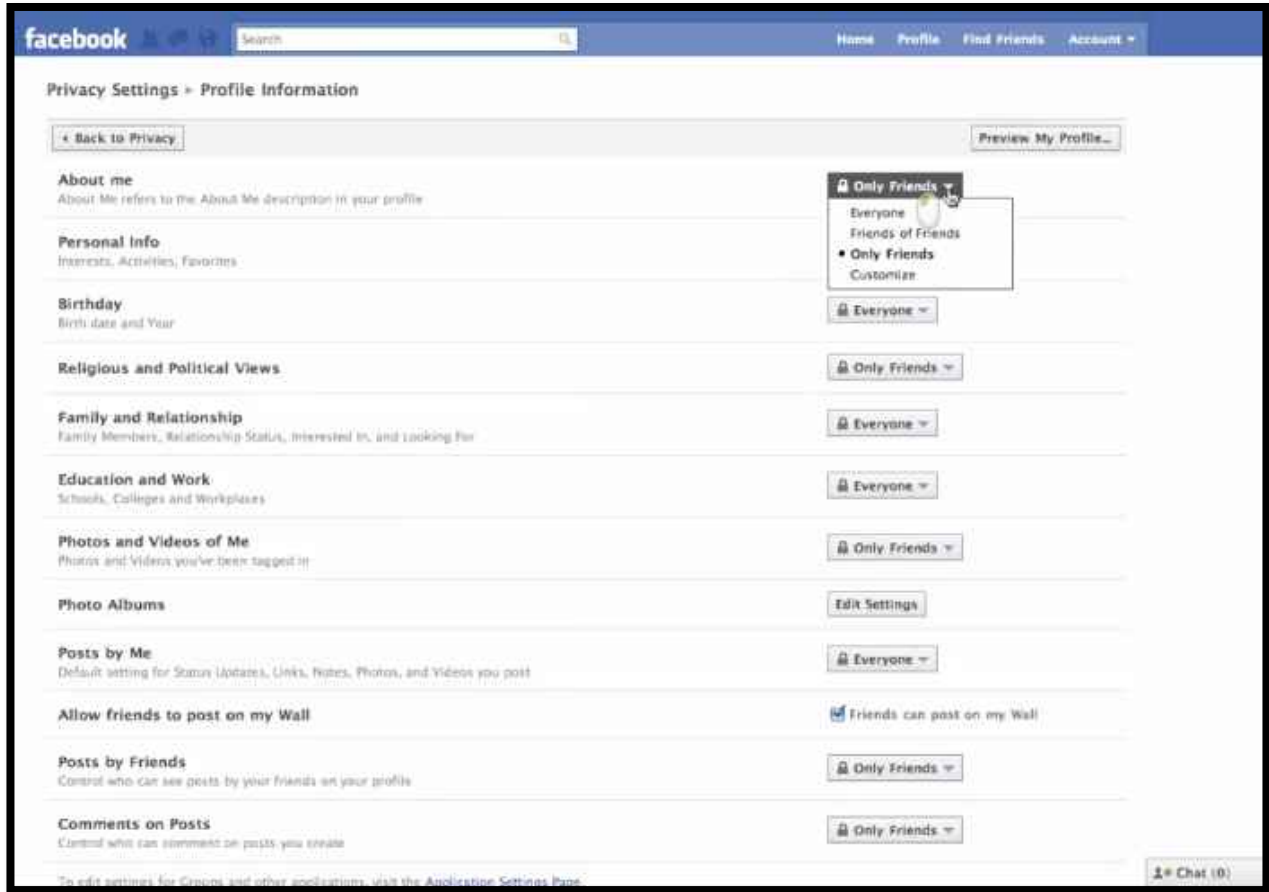 facebook Search Home Profile Find Friends Account
Privacy Settings ▸ Profile Information
Back to Privacy Preview My Profile...
About me Only Friends
About Me refers to the About Me description in your profile
Everyone
Personal Info Friends of Friends
Interests, Activities, Favorites • Only Friends
Customize
Birthday Everyone
Birth date and Year
Religious and Political Views Only Friends
Family and Relationship Everyone
Family Members, Relationship Status, Interested In, and Looking For
Education and Work Everyone
Schools, Colleges and Workplaces
Photos and Videos of Me Only Friends
Photos and Videos you've been tagged in
Photo Albums Edit Settings
Posts by Me Everyone
Default setting for Status Updates, Links, Notes, Photos, and Videos you post
Allow friends to post on my Wall Friends can post on my Wall
Posts by Friends Only Friends
Control who can see posts by your friends on your profile
Comments on Posts Only Friends
Control who can comment on posts you create
To edit settings for Groups and other applications, visit the Application Settings Page
Chat (0)